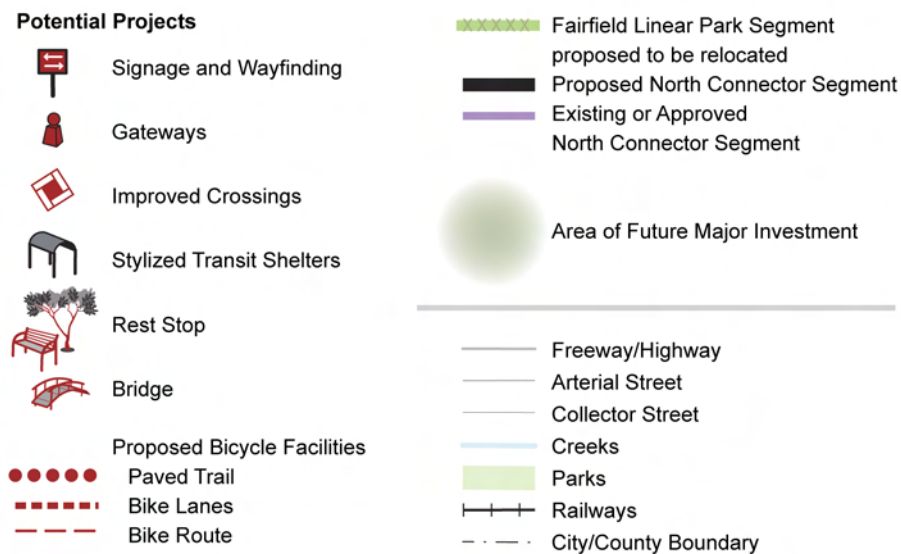 Potential Projects
Signage and Wayfinding
Gateways
Improved Crossings
Stylized Transit Shelters
Rest Stop
Bridge
Proposed Bicycle Facilities
Paved Trail
Bike Lanes
Bike Route
Fairfield Linear Park Segment
proposed to be relocated
Proposed North Connector Segment
Existing or Approved
North Connector Segment
Area of Future Major Investment
Freeway/Highway
Arterial Street
Collector Street
Creeks
Parks
Railways
City/County Boundary